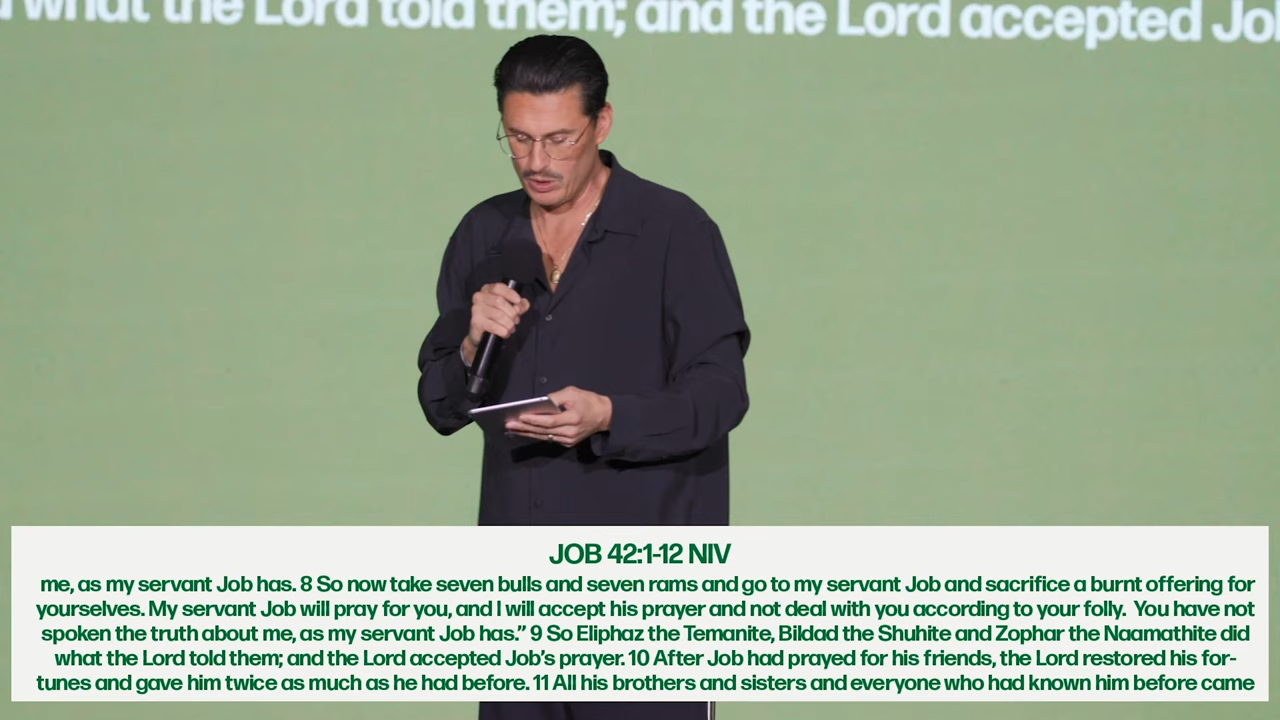 what the Lord told them; and the Lord accepted Jo
JOB 42:1-12 NIV
me, as my servant Job has. 8 So now take seven bulls and seven rams and go to my servant Job and sacrifice a burnt offering for
yourselves. My servant Job will pray for you, and I will accept his prayer and not deal with you according to your folly. You have not
spoken the truth about me, as my servant Job has.” 9 So Eliphaz the Temanite, Bildad the Shuhite and Zophar the Naamathite did
what the Lord told them; and the Lord accepted Job’s prayer. 10 After Job had prayed for his friends, the Lord restored his for-
tunes and gave him twice as much as he had before. 11 All his brothers and sisters and everyone who had known him before came